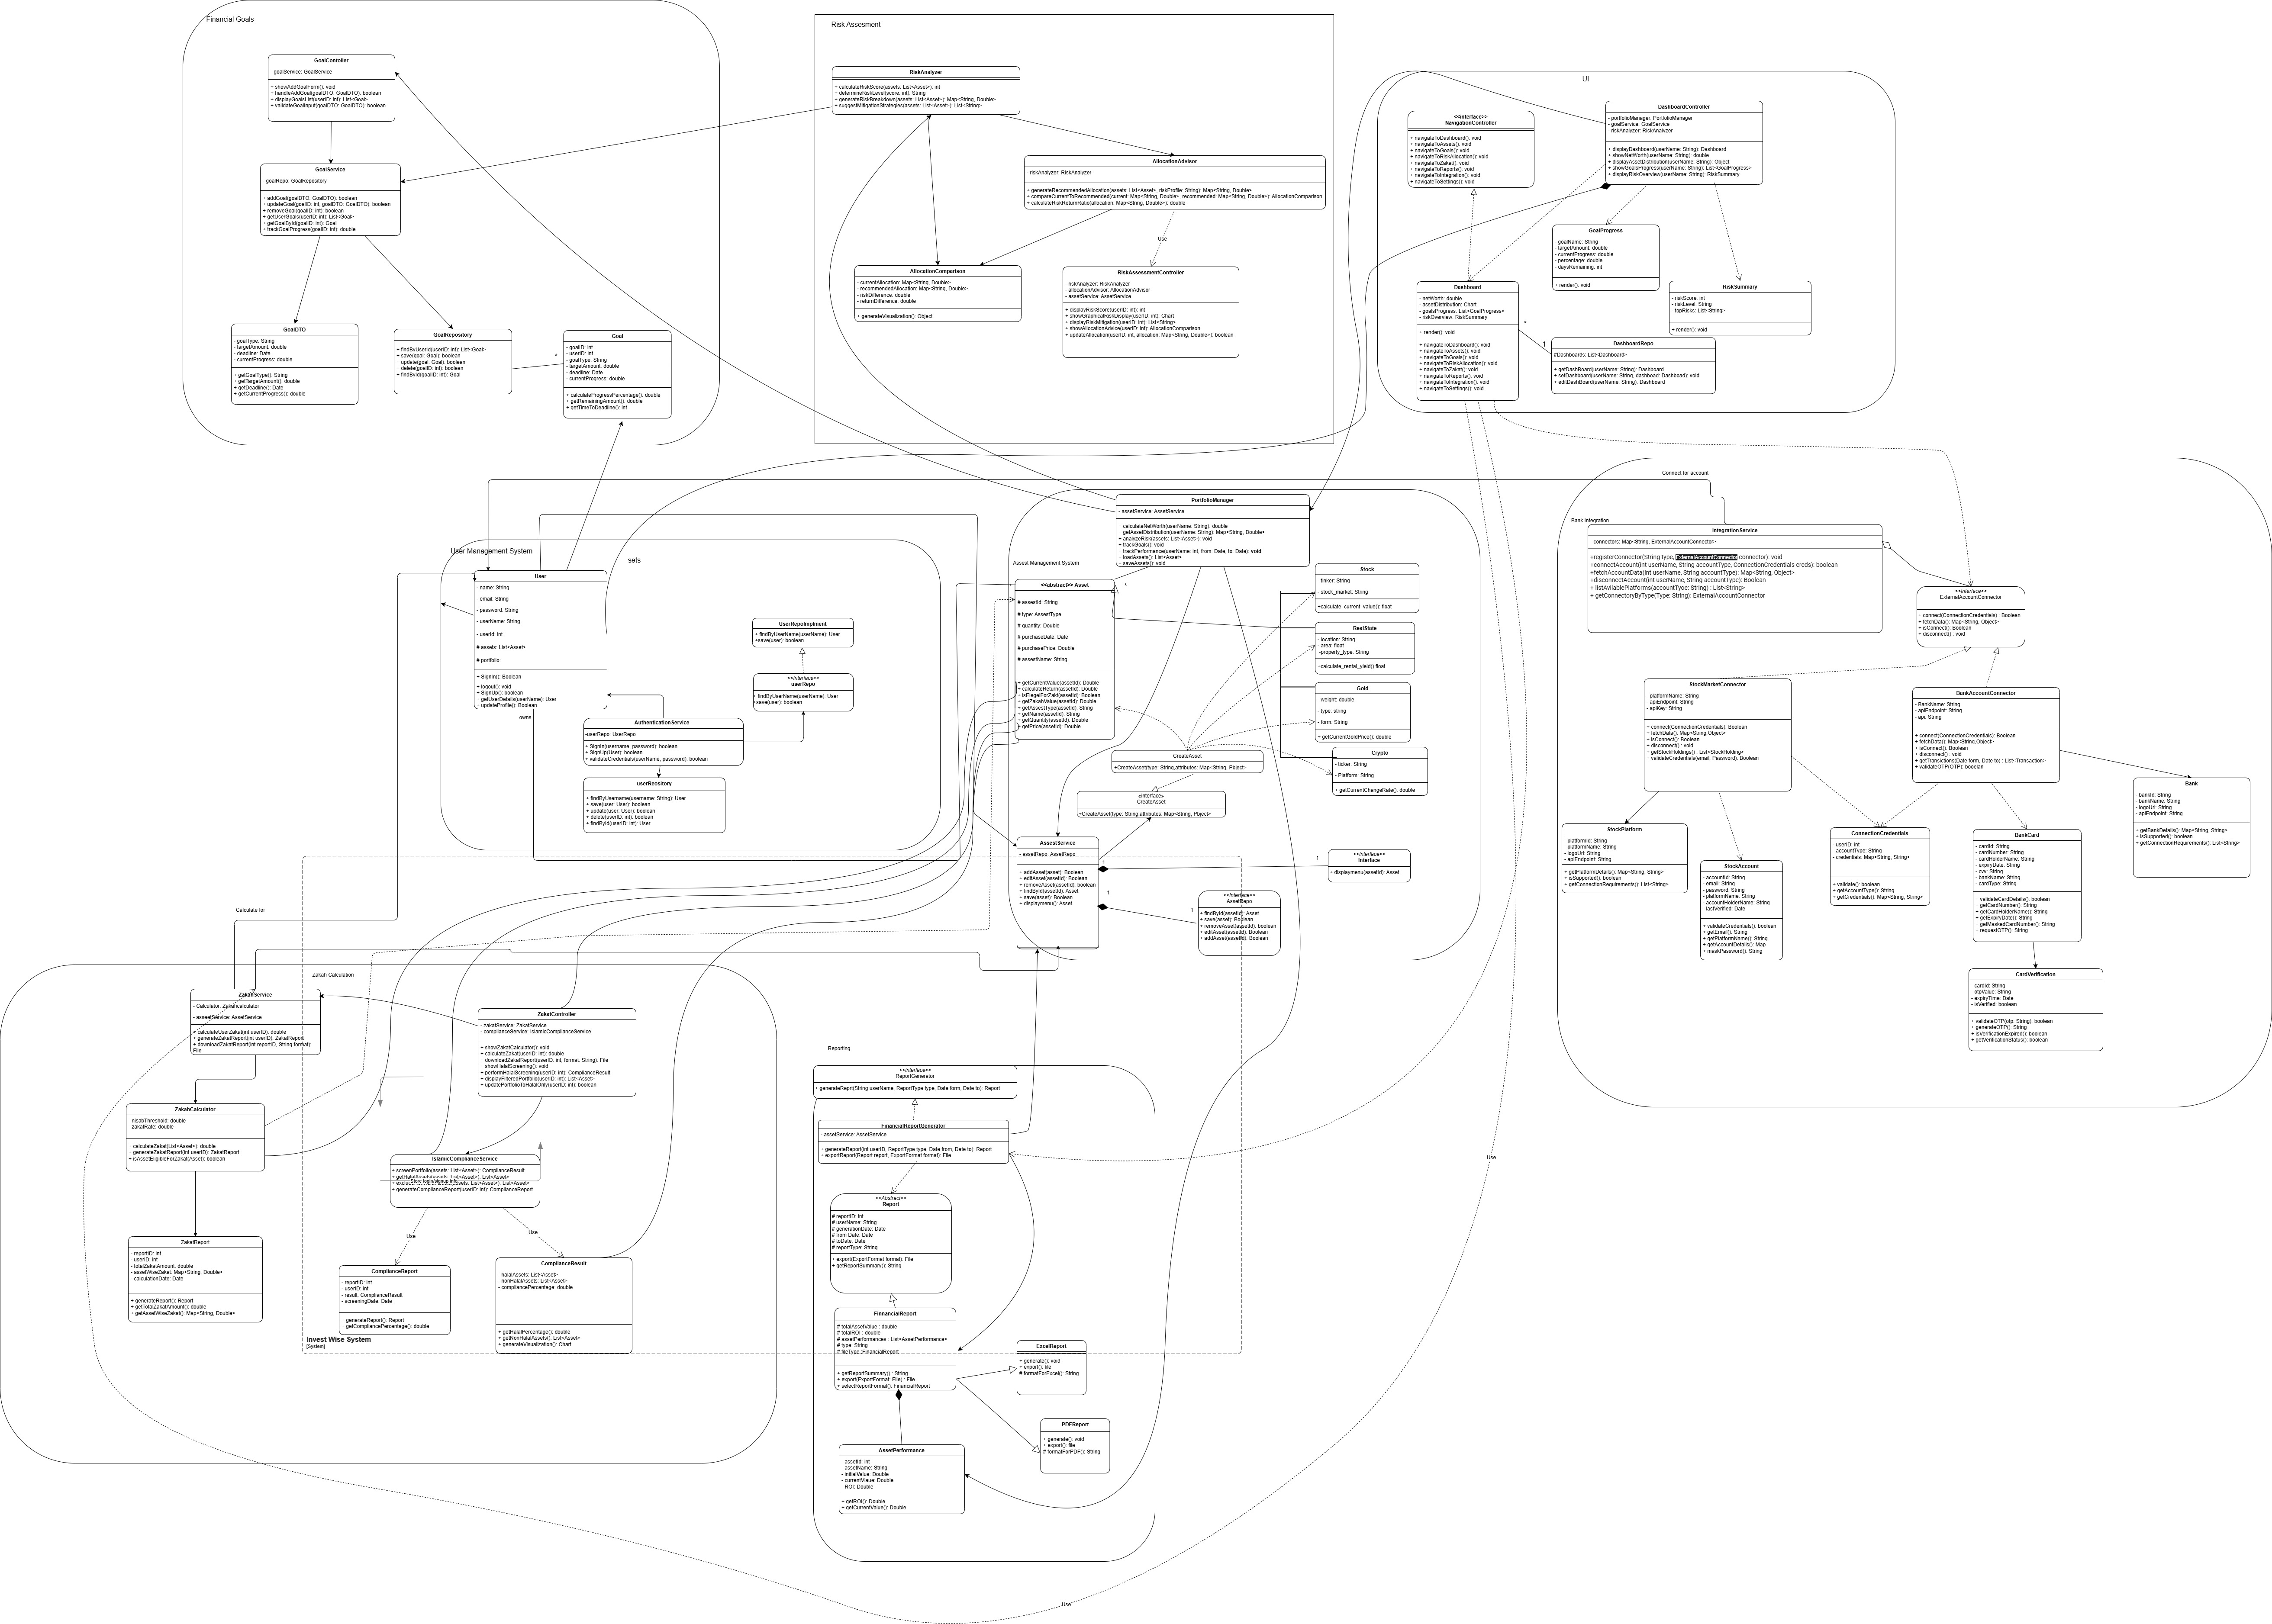 Financial Goals
GoalContoller
- goalService: GoalService
+ showAddGoalForm(): void
+ handleAddGoal(goalDTO: GoalDTO): boolean
+ displayGoalsList(userID: int): List<Goal>
+ validateGoalInput(goalDTO: GoalDTO): boolean
GoalService
- goalRepo: GoalRepository
+ addGoal(goalDTO: GoalDTO): boolean
+ updateGoal(goalID: int, goalDTO: GoalDTO): boolean
+ removeGoal(goalID: int): boolean
+ getUserGoals(userID: int): List<Goal>
+ getGoalById(goalID: int): Goal
+ trackGoalProgress(goalID: int): double
GoalDTO
- goalType: String
- targetAmount: double
- deadline: Date
- currentProgress: double
+ getGoalType(): String
+ getTargetAmount(): double
+ getDeadline(): Date
+ getCurrentProgress(): double
GoalRepository
+ findByUserId(userID: int): List<Goal>
+ save(goal: Goal): boolean
+ update(goal: Goal): boolean
+ delete(goalID: int): boolean
+ findById(goalID: int): Goal
*
Goal
- goalID: int
- userID: int
- goalType: String
- targetAmount: double
- deadline: Date
- currentProgress: double
+ calculateProgressPercentage(): double
+ getRemainingAmount(): double
+ getTimeToDeadline(): int
Risk Assesment
RiskAnalyzer
+ calculateRiskScore(assets: List<Asset>): int
+ determineRiskLevel(score: int): String
+ generateRiskBreakdown(assets: List<Asset>): Map<String, Double>
+ suggestMitigationStrategies(assets: List<Asset>): List<String>
AllocationAdvisor
- riskAnalyzer: RiskAnalyzer
+ generateRecommendedAllocation(assets: List<Asset>, riskProfile: String): Map<String, Double>
+ compareCurrentToRecommended(current: Map<String, Double>, recommended: Map<String, Double>): AllocationComparison
+ calculateRiskReturnRatio(allocation: Map<String, Double>): double
Use
AllocationComparison
- currentAllocation: Map<String, Double>
- recommendedAllocation: Map<String, Double>
- riskDifference: double
- returnDifference: double
+ generateVisualization(): Object
RiskAssessmentController
- riskAnalyzer: RiskAnalyzer
- allocationAdvisor: AllocationAdvisor
- assetService: AssetService
+ displayRiskScore(userID: int): int
+ showGraphicalRiskDisplay(userID: int): Chart
+ displayRiskMitigation(userID: int): List<String>
+ showAllocationAdvice(userID: int): AllocationComparison
+ updateAllocation(userID: int, allocation: Map<String, Double>): boolean
UI
<<interface>>
NavigationController
+ navigateToDashboard(): void
+ navigateToAssets(): void
+ navigateToGoals(): void
+ navigateToRiskAllocation(): void
+ navigateToZakat(): void
+ navigateToReports(): void
+ navigateToIntegration(): void
+ navigateToSettings(): void
DashboardController
- portfolioManager: PortfolioManager
- goalService: GoalService
- riskAnalyzer: RiskAnalyzer
+ displayDashboard(userName: String): Dashboard
+ showNetWorth(userName: String): double
+ displayAssetDistribution(userName: String): Object
+ showGoalsProgress(userName: String): List<GoalProgress>
+ displayRiskOverview(userName: String): RiskSummary
GoalProgress
- goalName: String
- targetAmount: double
- currentProgress: double
- percentage: double
- daysRemaining: int
+ render(): void
RiskSummary
- riskScore: int
- riskLevel: String
- topRisks: List<String>
+ render(): void
Dashboard
- netWorth: double
- assetDistribution: Chart
- goalsProgress: List<GoalProgress>
- riskOverview: RiskSummary
+ render(): void
+ navigateToDashboard(): void
+ navigateToAssets(): void
+ navigateToGoals(): void
+ navigateToRiskAllocation(): void
+ navigateToZakat(): void
+ navigateToReports(): void
+ navigateToIntegration(): void
+ navigateToSettings(): void
*
1
DashboardRepo
#Dashboards: List<Dashboard>
+ getDashBoard(userName: String): Dashboard
+ setDashboard(userName: String, dashboad: Dashboad): void
+ editDashBoard(userName: String): Dashboard
Connect for account
Bank Integration
IntegrationService
- connectors: Map<String, ExternalAccountConnector>
+registerConnector(String type, ExternalAccountConnector connector): void
+connectAccount(int userName, String accountType, ConnectionCredentials creds): boolean
+fetchAccountData(int userName, String accountType): Map<String, Object>
+disconnectAccount(int userName, String accountType): Boolean
+ listAvilablePlatforms(accountTyoe: String) : List<String>
+ getConnectoryByType(Type: String): ExternalAccountConnector
<<Interface>>
ExternalAccountConnector
+ connect(ConnectionCredentials) : Boolean
+ fetchData(): Map<String, Object>
+ isConnect(): Boolean
+ disconnect() : void
StockMarketConnector
- platformName: String
- apiEndpoint: String
- apiKey: String
+ connect(ConnectionCredentials): Boolean
+ fetchData(): Map<String,Object>
+ isConnect(): Boolean
+ disconnect() : void
+ getStockHoldings() : List<StockHolding>
+ validateCredentials(email, Password): Boolean
BankAccountConnector
- BankName: String
- apiEndpoint: String
- api: String
+ connect(ConnectionCredentials): Boolean
+ fetchData(): Map<String,Object>
+ isConnect(): Boolean
+ disconnect() : void
+ getTransictions(Date form, Date to) : List<Transaction>
+ validateOTP(OTP): booelan
Bank
- bankId: String
- bankName: String
- logoUrl: String
- apiEndpoint: String
+ getBankDetails(): Map<String, String>
+ isSupported(): boolean
+ getConnectionRequirements(): List<String>
StockPlatform
- platformId: String
- platformName: String
- logoUrl: String
- apiEndpoint: String
+ getPlatformDetails(): Map<String, String>
+ isSupported(): boolean
+ getConnectionRequirements(): List<String>
StockAccount
- accountId: String
- email: String
- password: String
- platformName: String
- accountHolderName: String
- lastVerified: Date
+ validateCredentials(): boolean
+ getEmail(): String
+ getPlatformName(): String
+ getAccountDetails(): Map
+ maskPassword(): String
ConnectionCredentials
- userID: int
- accountType: String
- credentials: Map<String, String>
+ validate(): boolean
+ getAccountType(): String
+ getCredentials(): Map<String, String>
BankCard
- cardId: String
- cardNumber: String
- cardHolderName: String
- expiryDate: String
- cvv: String
- bankName: String
- cardType: String
+ validateCardDetails(): boolean
+ getCardNumber(): String
+ getCardHolderName(): String
+ getExpiryDate(): String
+ getMaskedCardNumber(): String
+ requestOTP(): String
CardVerification
- cardId: String
- otpValue: String
- expiryTime: Date
- isVerified: boolean
+ validateOTP(otp: String): boolean
+ generateOTP(): String
+ isVerificationExpired(): boolean
+ getVerificationStatus(): boolean
User Management System
sets
User
- name: String
- email: String
- password: String
- userName: String
- userId: int
# assets: List<Asset>
# portfolio:
+ SignIn(): Boolean
+ logout(): void
+ SignUp(): boolean
+ getUserDetails(userName): User
+ updateProfile(): Boolean
owns
UserRepoImplment
+ findByUserName(userName): User
+save(user): boolean
<<Interface>>
userRepo
+ findByUserName(userName): User
+save(user): boolean
AuthenticationService
-userRepo: UserRepo
+ SignIn(username, password): boolean
+ SignUp(User): boolean
+ validateCredentials(userName, password): boolean
userReository
+ findByUsername(username: String): User
+ save(user: User): boolean
+ update(user: User): boolean
+ delete(userID: int): boolean
+ findById(userID: int): User
Assest Management System
PortfolioManager
- assetService: AssetService
+ calculateNetWorth(userName: String): double
+ getAssetDistribution(userName: String): Map<String, Double>
+ analyzeRisk(assets: List<Asset>): void
+ trackGoals(): void
+ trackPerformance(userName: int, from: Date, to: Date): void
+ loadAssets(): List<Asset>
+ saveAssets(): void
*
<<abstract>> Asset
# assestId: String
# type: AssestType
# quantity: Double
# purchaseDate: Date
# purchasePrice: Double
# assestName: String
+ getCurrentValue(assetId): Double
+ calculateReturn(assetId): Double
+ isElegelForZakt(assetId): Boolean
+ getZakahValue(assetId): Double
+ getAssestType(assetId): String
+ getName(assetId): String
+ getQuantity(assetId): Double
+ getPrice(assetId): Double
Stock
- tinker: String
- stock_market: String
+calculate_current_value(): float
RealState
- location: String
- area: float
-property_type: String
+calculate_rental_yield() float
Gold
- weight: double
- type: string
- form: String
+ getCurrentGoldPrice(): double
Crypto
- ticker: String
- Platform: String
+ getCurrentChangeRate(): double
CreateAsset
+CreateAsset(type: String,attributes: Map<String, Pbject>)
«interface»
CreateAsset
+CreateAsset(type: String,attributes: Map<String, Pbject>)
AssestService
- assetRepo: AssetRepo
+ addAsset(asset): Boolean
+ editAsset(assetId): Boolean
+ removeAsset(assetId): boolean
+ findById(assetId): Asset
+ save(asset): Boolean
+ displaymenu(): Asset
1
1
1
1
<<Interface>>
Interface
+ displaymenu(assetId): Asset
<<Interface>>
AssetRepo
+ findById(assetId): Asset
+ save(asset): Boolean
+ removeAsset(assetId): boolean
+ editAsset(assetId): Boolean
+ addAsset(assetId): Boolean
Calculate for
Zakah Calculation
ZakahService
- Calculator: Zakahcalculator
- assestService: AssetService
+ calculateUserZakat(int userID): double
+ generateZakatReport(int userID): ZakatReport
+ downloadZakatReport(int reportID, String format):
File
ZakatController
- zakatService: ZakatService
- complianceService: IslamicComplianceService
+ showZakatCalculator(): void
+ calculateZakat(userID: int): double
+ downloadZakatReport(userID: int, format: String): File
+ showHalalScreening(): void
+ performHalalScreening(userID: int): ComplianceResult
+ displayFilteredPortfolio(userID: int): List<Asset>
+ updatePortfolioToHalalOnly(userID: int): boolean
ZakahCalculator
- nisabThreshold: double
- zakatRate: double
+ calculateZakat(List<Asset>): double
+ generateZakatReport(int userID): ZakatReport
+ isAssetEligibleForZakat(Asset): boolean
IslamicComplianceService
+ screenPortfolio(assets: List<Asset>): ComplianceResult
+ getHalalAssets(assets: List<Asset>): List<Asset>
Store login/signup info
+ generateComplianceReport(userID: int): ComplianceReport
Use
Use
ZakatReport
- reportID: int
- userID: int
- totalZakatAmount: double
- assetWiseZakat: Map<String, Double>
- calculationDate: Date
+ generateReport(): Report
+ getTotalZakatAmount(): double
+ getAssetWiseZakat(): Map<String, Double>
ComplianceReport
- reportID: int
- userID: int
- result: ComplianceResult
- screeningDate: Date
+ generateReport(): Report
+ getCompliancePercentage(): double
ComplianceResult
- halalAssets: List<Asset>
- nonHalalAssets: List<Asset>
- compliancePercentage: double
+ getHalalPercentage(): double
+ getNonHalalAssets(): List<Asset>
+ generateVisualization(): Chart
Invest Wise System
[System]
Reporting
<<Interface>>
ReportGenerator
+ generateReprt(String userName, ReportType type, Date form, Date to): Report
FinancialReportGenerator
- assetService: AssetService
+ generateReport(int userID, ReportType type, Date from, Date to): Report
+ exportReport(Report report, ExportFormat format): File
<<Abstract>>
Report
# reportID: int
# userName: String
# generationDate: Date
# from Date: Date
# toDate: Date
# reportType: String
+ export(ExportFormat format): File
+ getReportSummary(): String
FinnancialReport
# totalAssetValue : double
# totalROI : double
# assetPerformances : List<AssetPerformance>
# type: String
# fileType: FinancialReport
+ getReportSummary() : String
+ export(ExportFormat: File) : File
+ selectReportFormat(): FinancialReport
ExcelReport
+ generate(): void
+ export(): file
# formatForExcel(): String
PDFReport
+ generate(): void
+ export(): file
# formatForPDF(): String
AssetPerformance
- assetId: int
- assetName: String
- initialValue: Double
- currentVlaue: Double
- ROI: Double
+ getROI(): Double
+ getCurrentValue(): Double
Use
Use